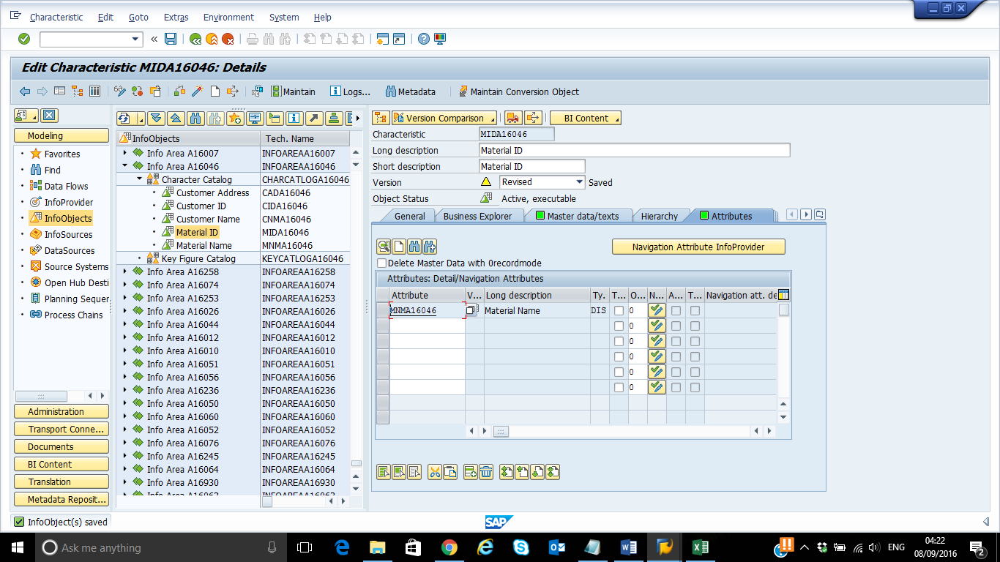 Characteristic Edit Goto Extras Environment System Help
Edit Characteristic MIDA16046: Details
Maintain Logs... Metadata Maintain Conversion Object
Modeling
Favorites
Find
Data Flows
InfoProvider
InfoObjects
InfoSources
DataSources
Source Systems
Open Hub Desti
Planning Sequer
Process Chains
Administration
Transport Conne...
Documents
BI Content
Translation
Metadata Reposit...
InfoObjects Tech. Name
Info Area A16007 INFOAREAA16007
Info Area A16046 INFOAREAA16046
Character Catalog CHARCATLOGA16046
Customer Address CADA16046
Customer ID CIDA16046
Customer Name CNMA16046
Material ID MIDA16046
Material Name MNMA16046
Key Figure Catalog KEYCATLOGA16046
Info Area A16258 INFOAREAA16258
Info Area A16074 INFOAREAA16074
Info Area A16253 INFOAREAA16253
Info Area A16026 INFOAREAA16026
Info Area A16044 INFOAREAA16044
Info Area A16012 INFOAREAA16012
Info Area A16010 INFOAREAA16010
Info Area A16051 INFOAREAA16051
Info Area A16056 INFOAREAA16056
Info Area A16236 INFOAREAA16236
Info Area A16050 INFOAREAA16050
Info Area A16060 INFOAREAA16060
Info Area A16052 INFOAREAA16052
Info Area A16076 INFOAREAA16076
Info Area A16245 INFOAREAA16245
Info Area A16064 INFOAREAA16064
Info Area A16930 INFOAREAA16930
Version Comparison BI Content
Characteristic MIDA16046
Long description Material ID
Short description Material ID
Version Revised Saved
Object Status Active, executable
General Business Explorer Master data/texts Hierarchy Attributes
Navigation Attribute InfoProvider
Delete Master Data with 0recordmode
Attributes: Detail/Navigation Attributes
Attribute V... Long description Ty. T... O... N... A... T... Navigation att. de
MNMA16046 Material Name DIS 0
0
0
0
0
0
InfoObject(s) saved
SAP
Ask me anything
ENG
04:22
08/09/2016
2